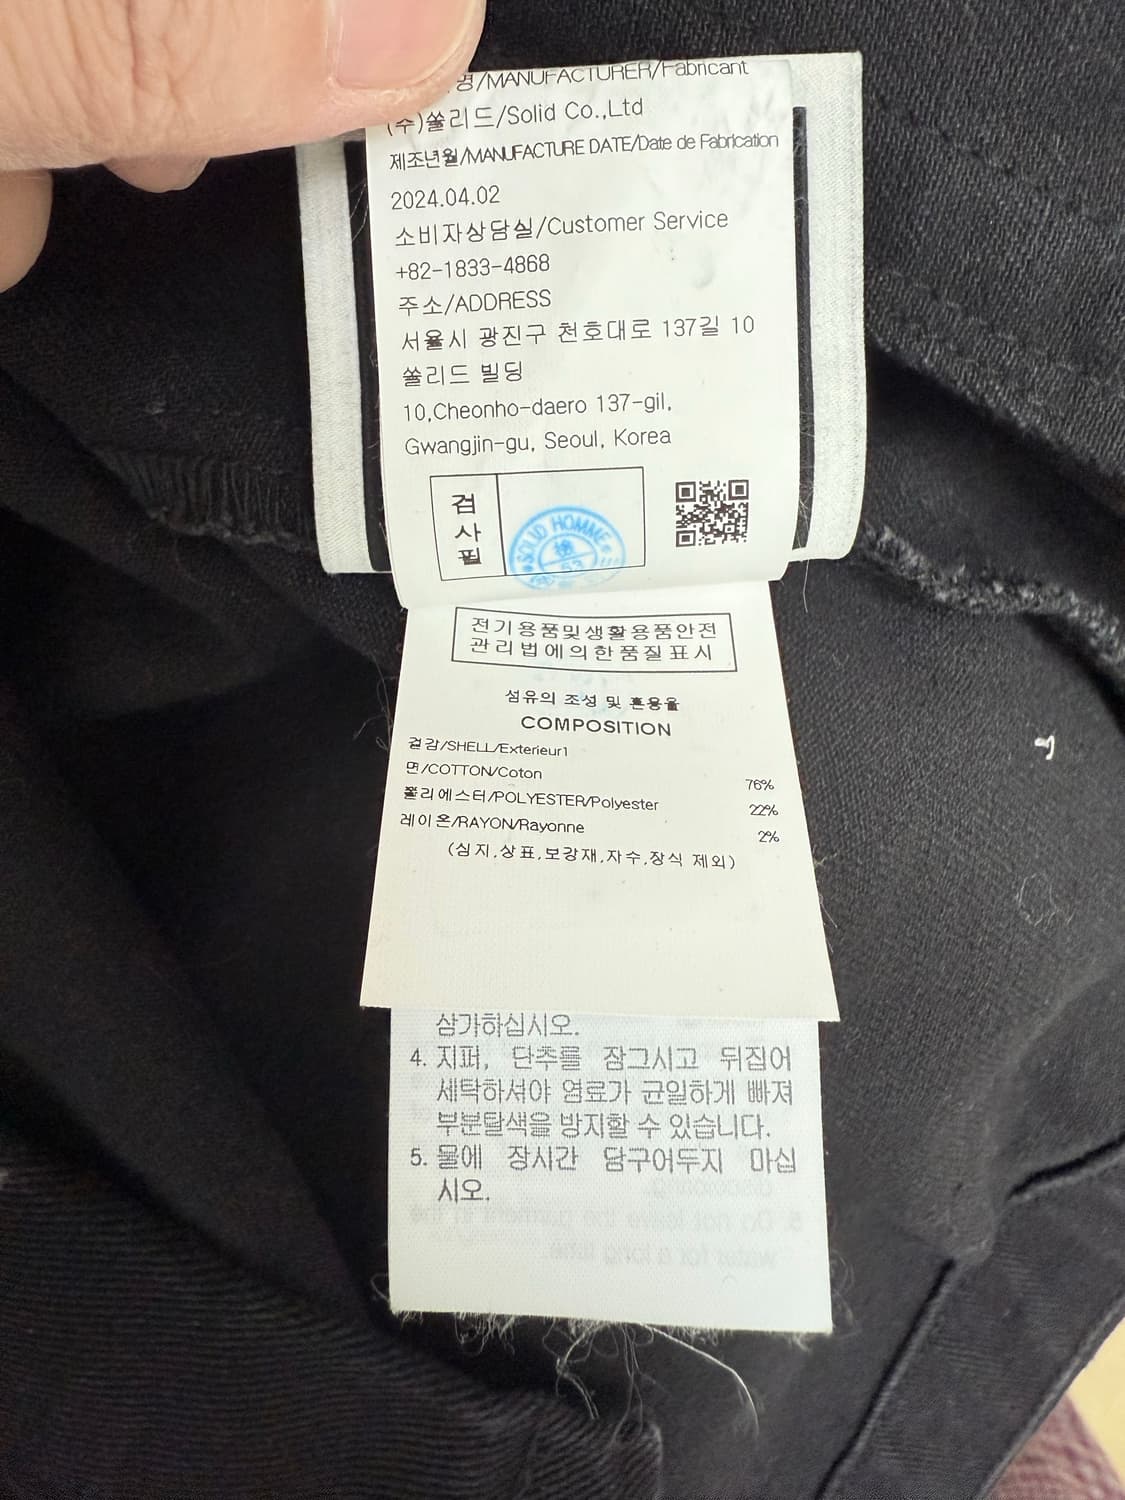 명/MANUFACTURER/Fabricant
(주)쏠리드/Solid Co.,Ltd
제조년월/MANUFACTURE DATE/Date de Fabrication
2024.04.02
소비자상담실/Customer Service
+82-1833-4868
주소/ADDRESS
서울시 광진구 천호대로 137길 10
쏠리드 빌딩
10,Cheonho-daero 137-gil,
Gwangjin-gu, Seoul, Korea
검사필
SOLID HOMME
전기용품및생활용품안전
관리법에의한품질표시
섬유의 조성 및 혼용율
COMPOSITION
겉감/SHELL/Exterieur1
면/COTTON/Coton 76%
폴리에스터/POLYESTER/Polyester 22%
레이온/RAYON/Rayonne 2%
(심지,상표,보강재,자수,장식 제외)
삼가하십시오.
4. 지퍼, 단추를 잠그시고 뒤집어
세탁하셔야 염료가 균일하게 빠져
부분탈색을 방지할 수 있습니다.
5. 물에 장시간 담구어두지 마십
시오.